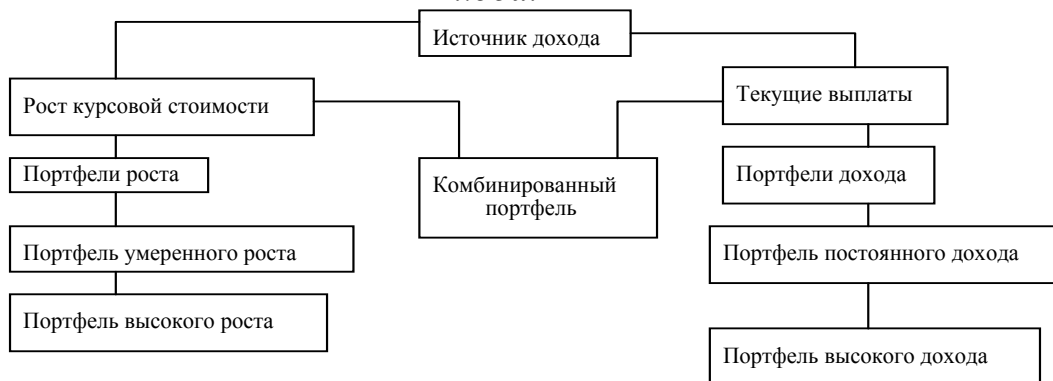 Источник дохода
Рост курсовой стоимости
Текущие выплаты
Портфели роста
Комбинированный
портфель
Портфели дохода
Портфель умеренного роста
Портфель постоянного дохода
Портфель высокого роста
Портфель высокого дохода